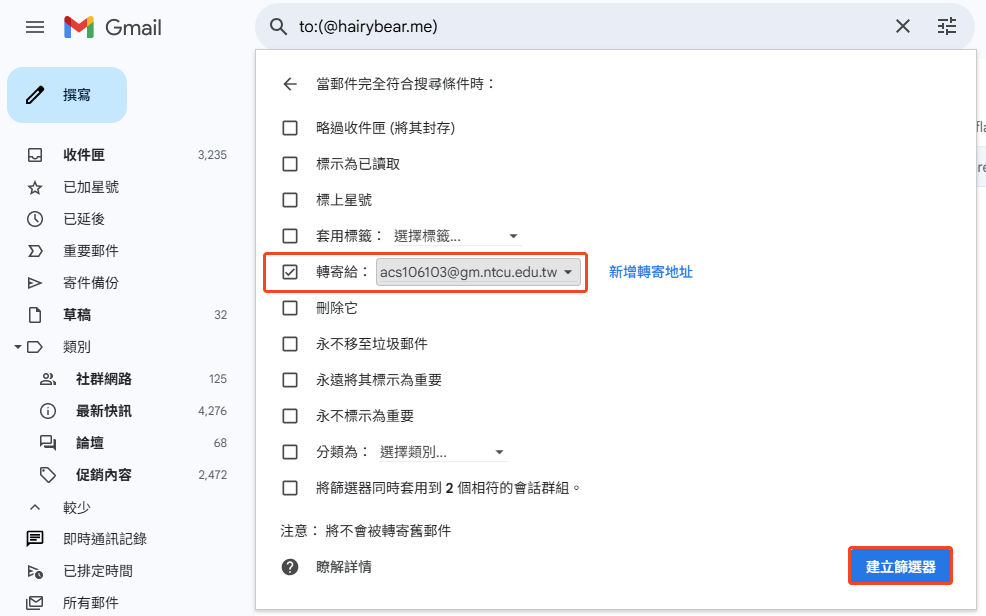 Gmail
to:(@hairybear.me)
撰寫
收件匣 3,235
已加星號
已延後
重要郵件
寄件備份
草稿 32
類別
社群網路 125
最新快訊 4,276
論壇 68
促銷內容 2,472
較少
即時通訊記錄
已排定時間
所有郵件
當郵件完全符合搜尋條件時：
略過收件匣 (將其封存)
標示為已讀取
標上星號
套用標籤： 選擇標籤...
轉寄給： acs106103@gm.ntcu.edu.tw 新增轉寄地址
刪除它
永不移至垃圾郵件
永遠將其標示為重要
永不標示為重要
分類為： 選擇類別...
將篩選器同時套用到 2 個相符的會話群組。
注意： 將不會被轉寄舊郵件
瞭解詳情
建立篩選器